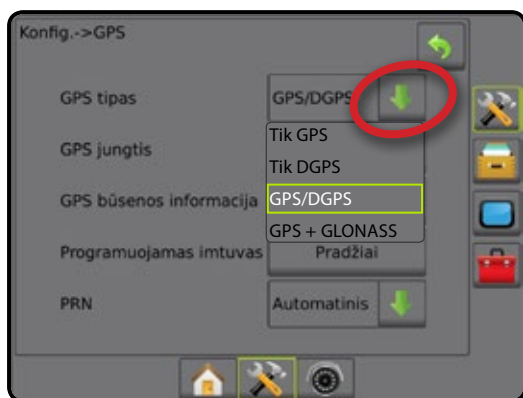 Konfig.->GPS
GPS tipas
GPS/DGPS
Tik GPS
GPS jungtis
Tik DGPS
GPS būsenos informacija
GPS/DGPS
GPS + GLONASS
Programuojamas imtuvas
Pradžiai
PRN
Automatinis